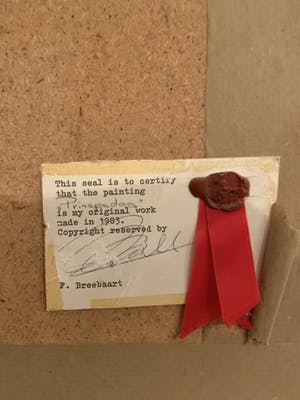 This seal is to certify
that the painting
is my original work
made in 1983.
Copyright reserved by
F. Breebaart